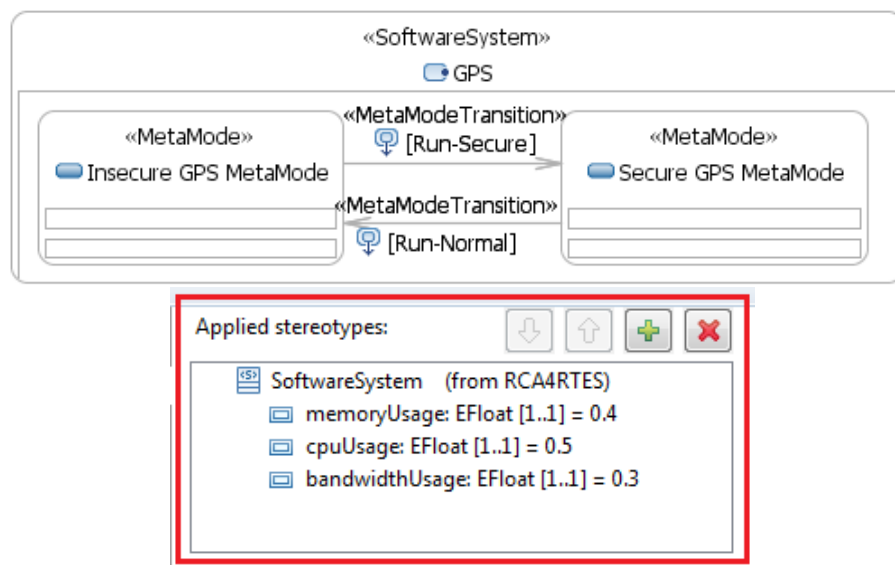 «SoftwareSystem»
GPS
«MetaModeTransition»
«MetaMode»
[Run-Secure]
«MetaMode»
Insecure GPS MetaMode
Secure GPS MetaMode
«MetaModeTransition»
[Run-Normal]
Applied stereotypes:
<S> SoftwareSystem (from RCA4RTES)
memoryUsage: EFloat [1..1] = 0.4
cpuUsage: EFloat [1..1] = 0.5
bandwidthUsage: EFloat [1..1] = 0.3